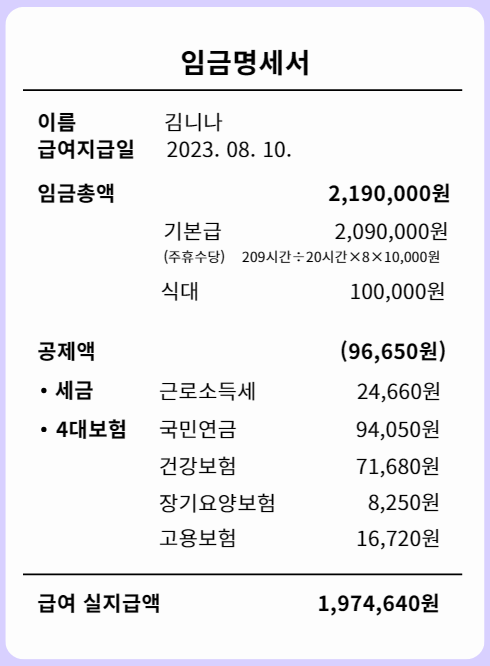 임금명세서
이름 김니나
급여지급일 2023. 08. 10.
임금총액 2,190,000원
기본급 2,090,000원
(주휴수당) 209시간÷20시간×8×10,000원
식대 100,000원
공제액 (96,650원)
• 세금 근로소득세 24,660원
• 4대보험 국민연금 94,050원
건강보험 71,680원
장기요양보험 8,250원
고용보험 16,720원
급여 실지급액 1,974,640원